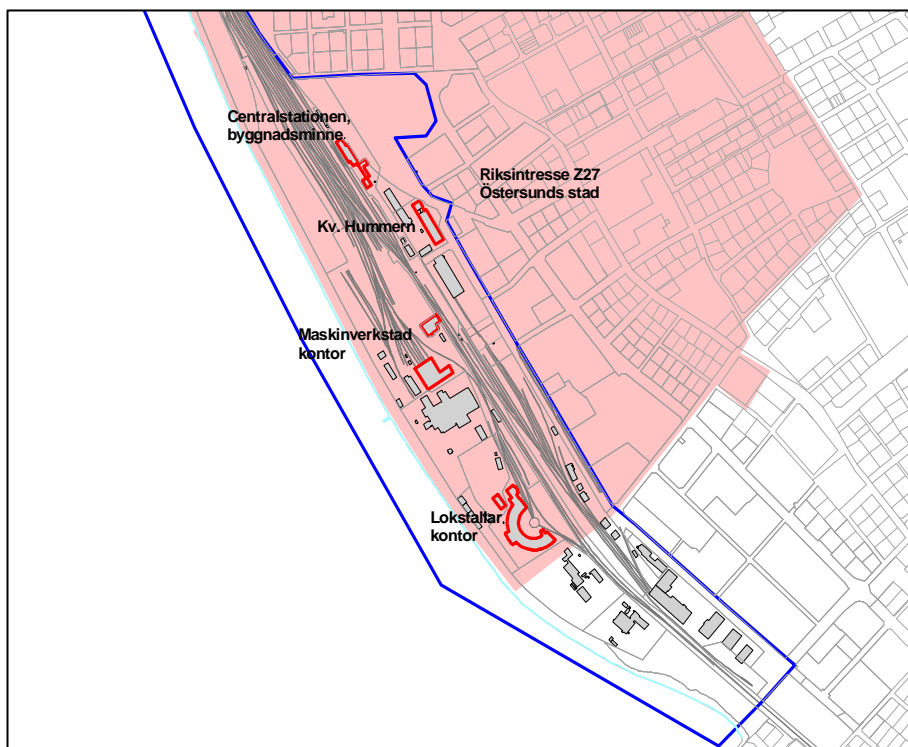 Centralstationen,
byggnadsminne.
Riksintresse Z27
Östersunds stad
Kv. Hummern
Maskinverkstad
kontor
Lokstallar,
kontor